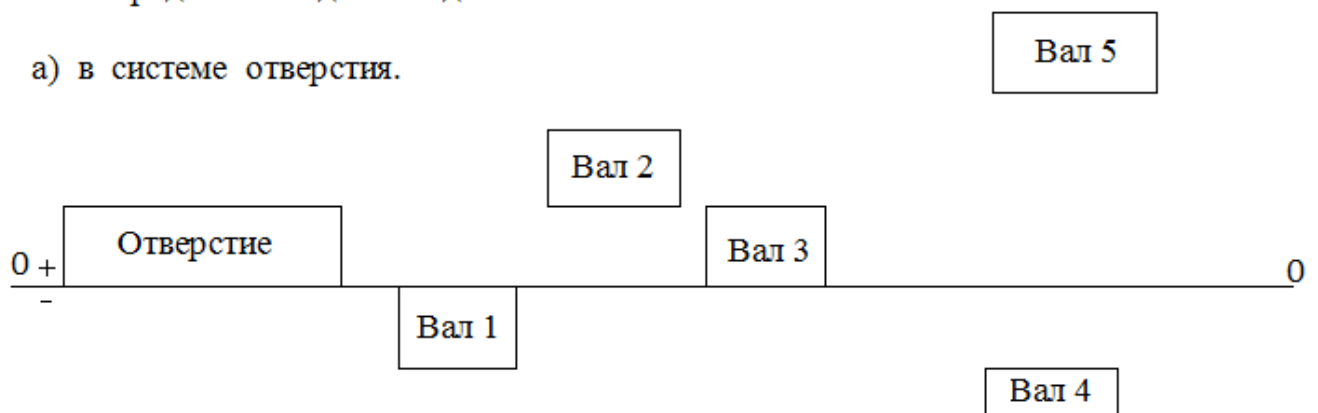 Вал 5
а) в системе отверстия.
Вал 2
Отверстие
Вал 3
0 +
0
-
Вал 1
Вал 4